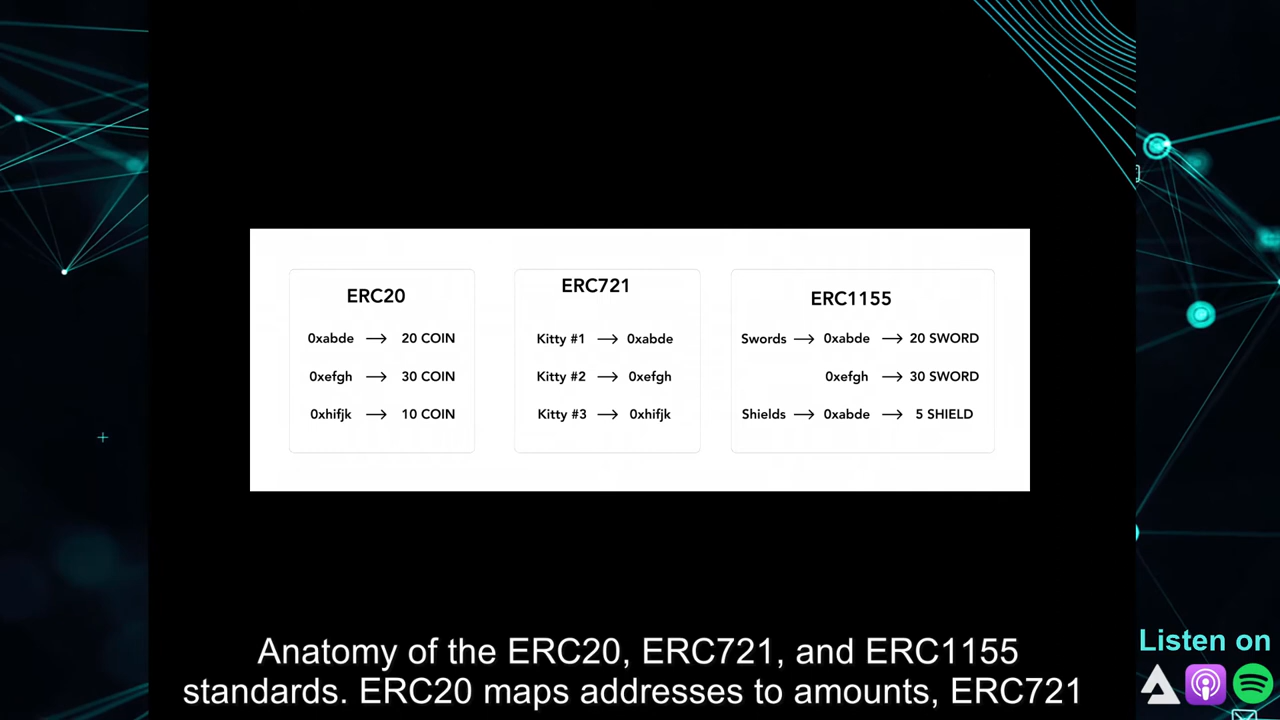 ERC20
0xabde → 20 COIN
0xefgh → 30 COIN
0xhifjk → 10 COIN
ERC721
Kitty #1 → 0xabde
Kitty #2 → 0xefgh
Kitty #3 → 0xhifjk
ERC1155
Swords → 0xabde → 20 SWORD
0xefgh → 30 SWORD
Shields → 0xabde → 5 SHIELD
Anatomy of the ERC20, ERC721, and ERC1155
standards. ERC20 maps addresses to amounts, ERC721
Listen on